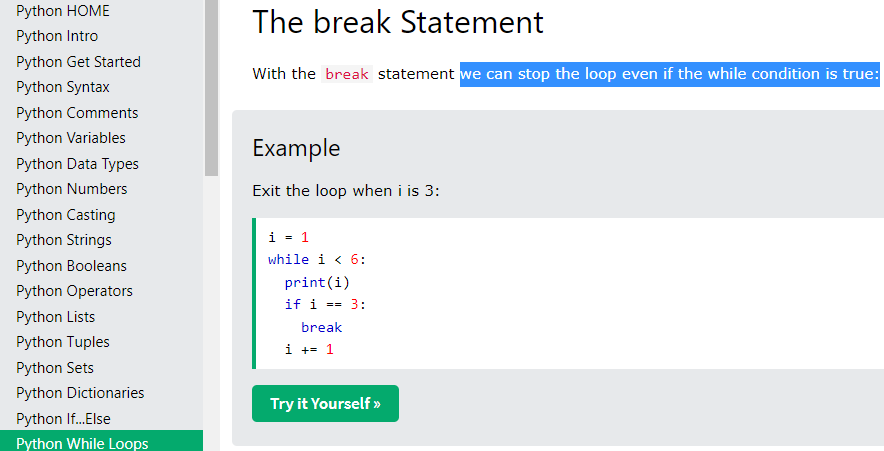 Python HOME
Python Intro
Python Get Started
Python Syntax
Python Comments
Python Variables
Python Data Types
Python Numbers
Python Casting
Python Strings
Python Booleans
Python Operators
Python Lists
Python Tuples
Python Sets
Python Dictionaries
Python If...Else
Python While Loops
The break Statement
With the break statement we can stop the loop even if the while condition is true:
Example
Exit the loop when i is 3:
i = 1
while i < 6:
  print(i)
  if i == 3:
    break
  i += 1
Try it Yourself »